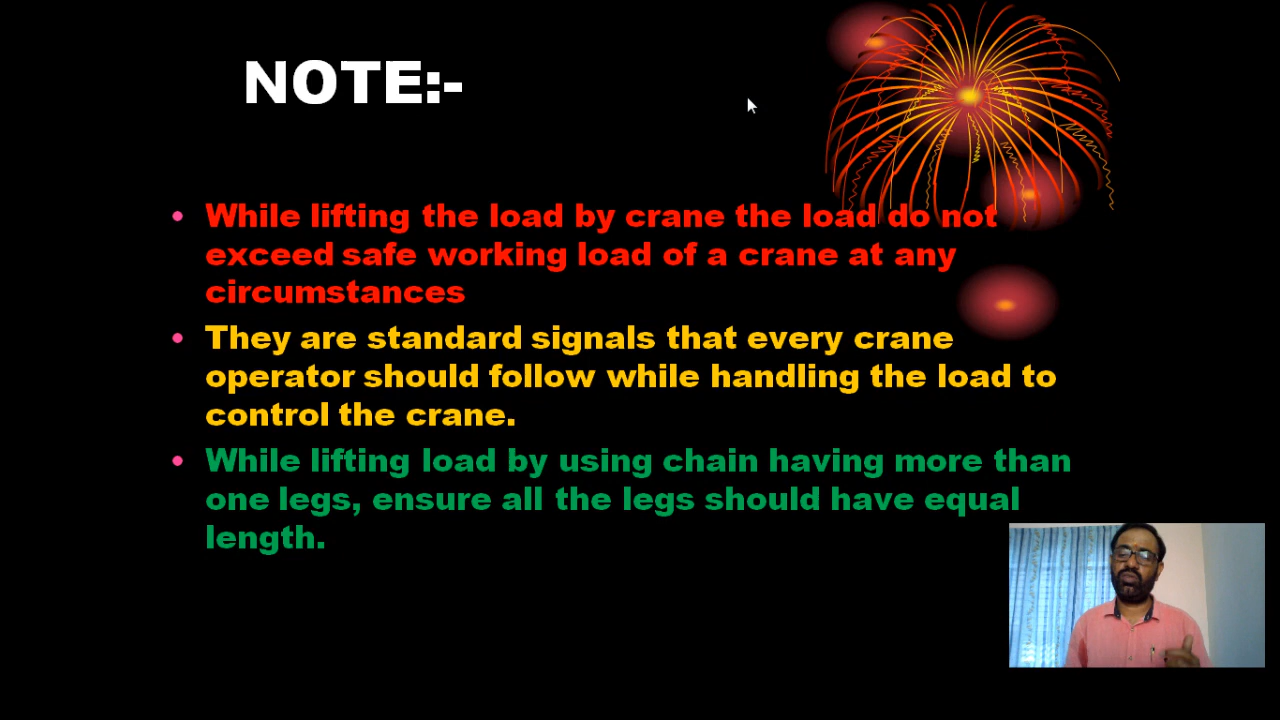 NOTE:-
• While lifting the load by crane the load do not
exceed safe working load of a crane at any
circumstances
• They are standard signals that every crane
operator should follow while handling the load to
control the crane.
• While lifting load by using chain having more than
one legs, ensure all the legs should have equal
length.